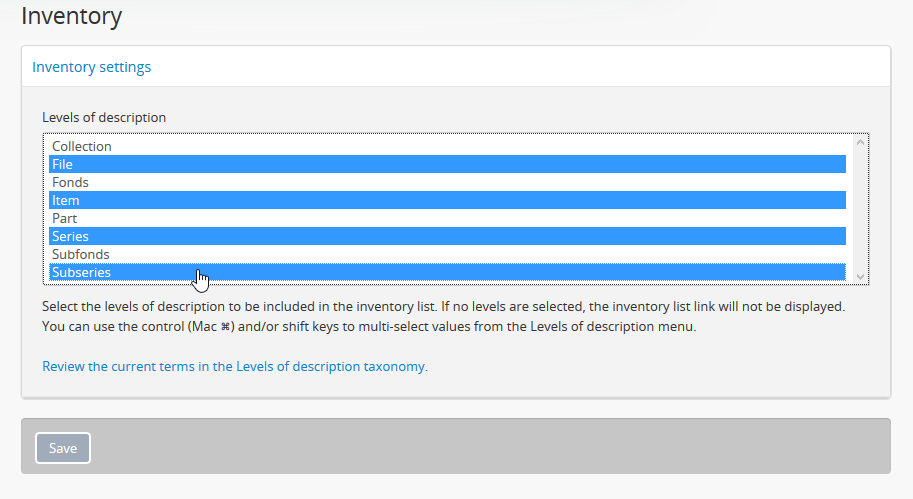 Inventory
Inventory settings
Levels of description
Collection
File
Fonds
Item
Part
Series
Subfonds
Subseries
Select the levels of description to be included in the inventory list. If no levels are selected, the inventory list link will not be displayed.
You can use the control (Mac ⌘) and/or shift keys to multi-select values from the Levels of description menu.
Review the current terms in the Levels of description taxonomy.
Save